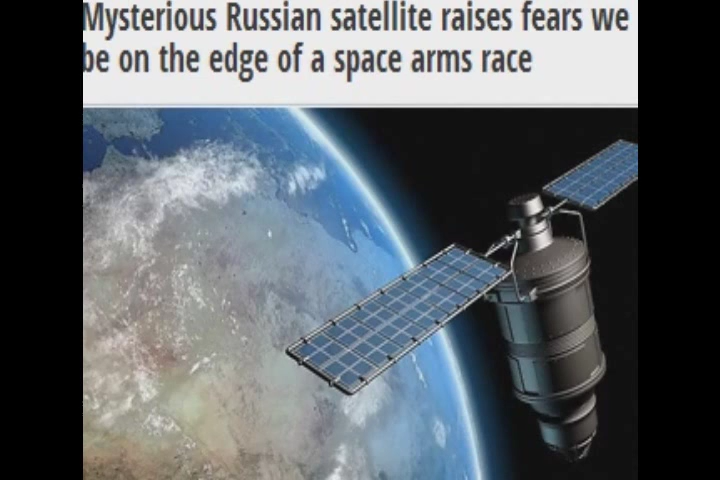 Mysterious Russian satellite raises fears we
be on the edge of a space arms race